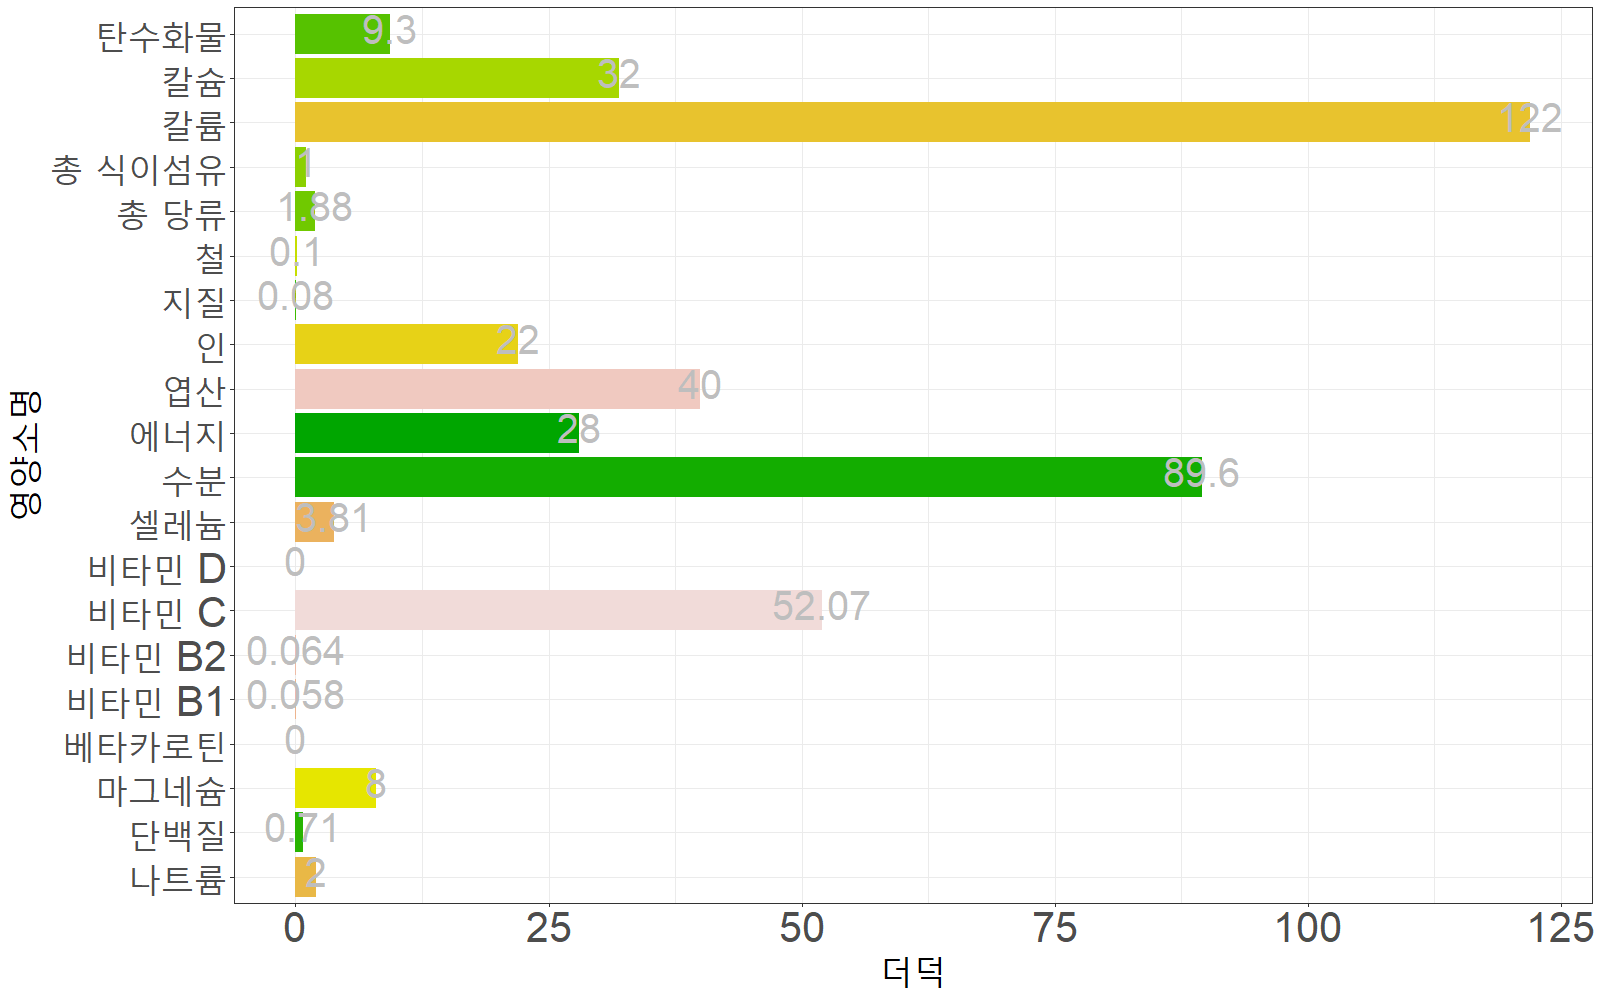 탄수화물 9.3
칼슘 32
칼륨 122
총 식이섬유 1
총 당류 1.88
철 0.1
지질 0.08
인 22
엽산 40
에너지 28
수분 89.6
셀레늄 3.81
비타민 D 0
비타민 C 52.07
비타민 B2 0.064
비타민 B1 0.058
베타카로틴 0
마그네슘 8
단백질 0.71
나트륨 2
영양소명
0 25 50 75 100 125
더덕